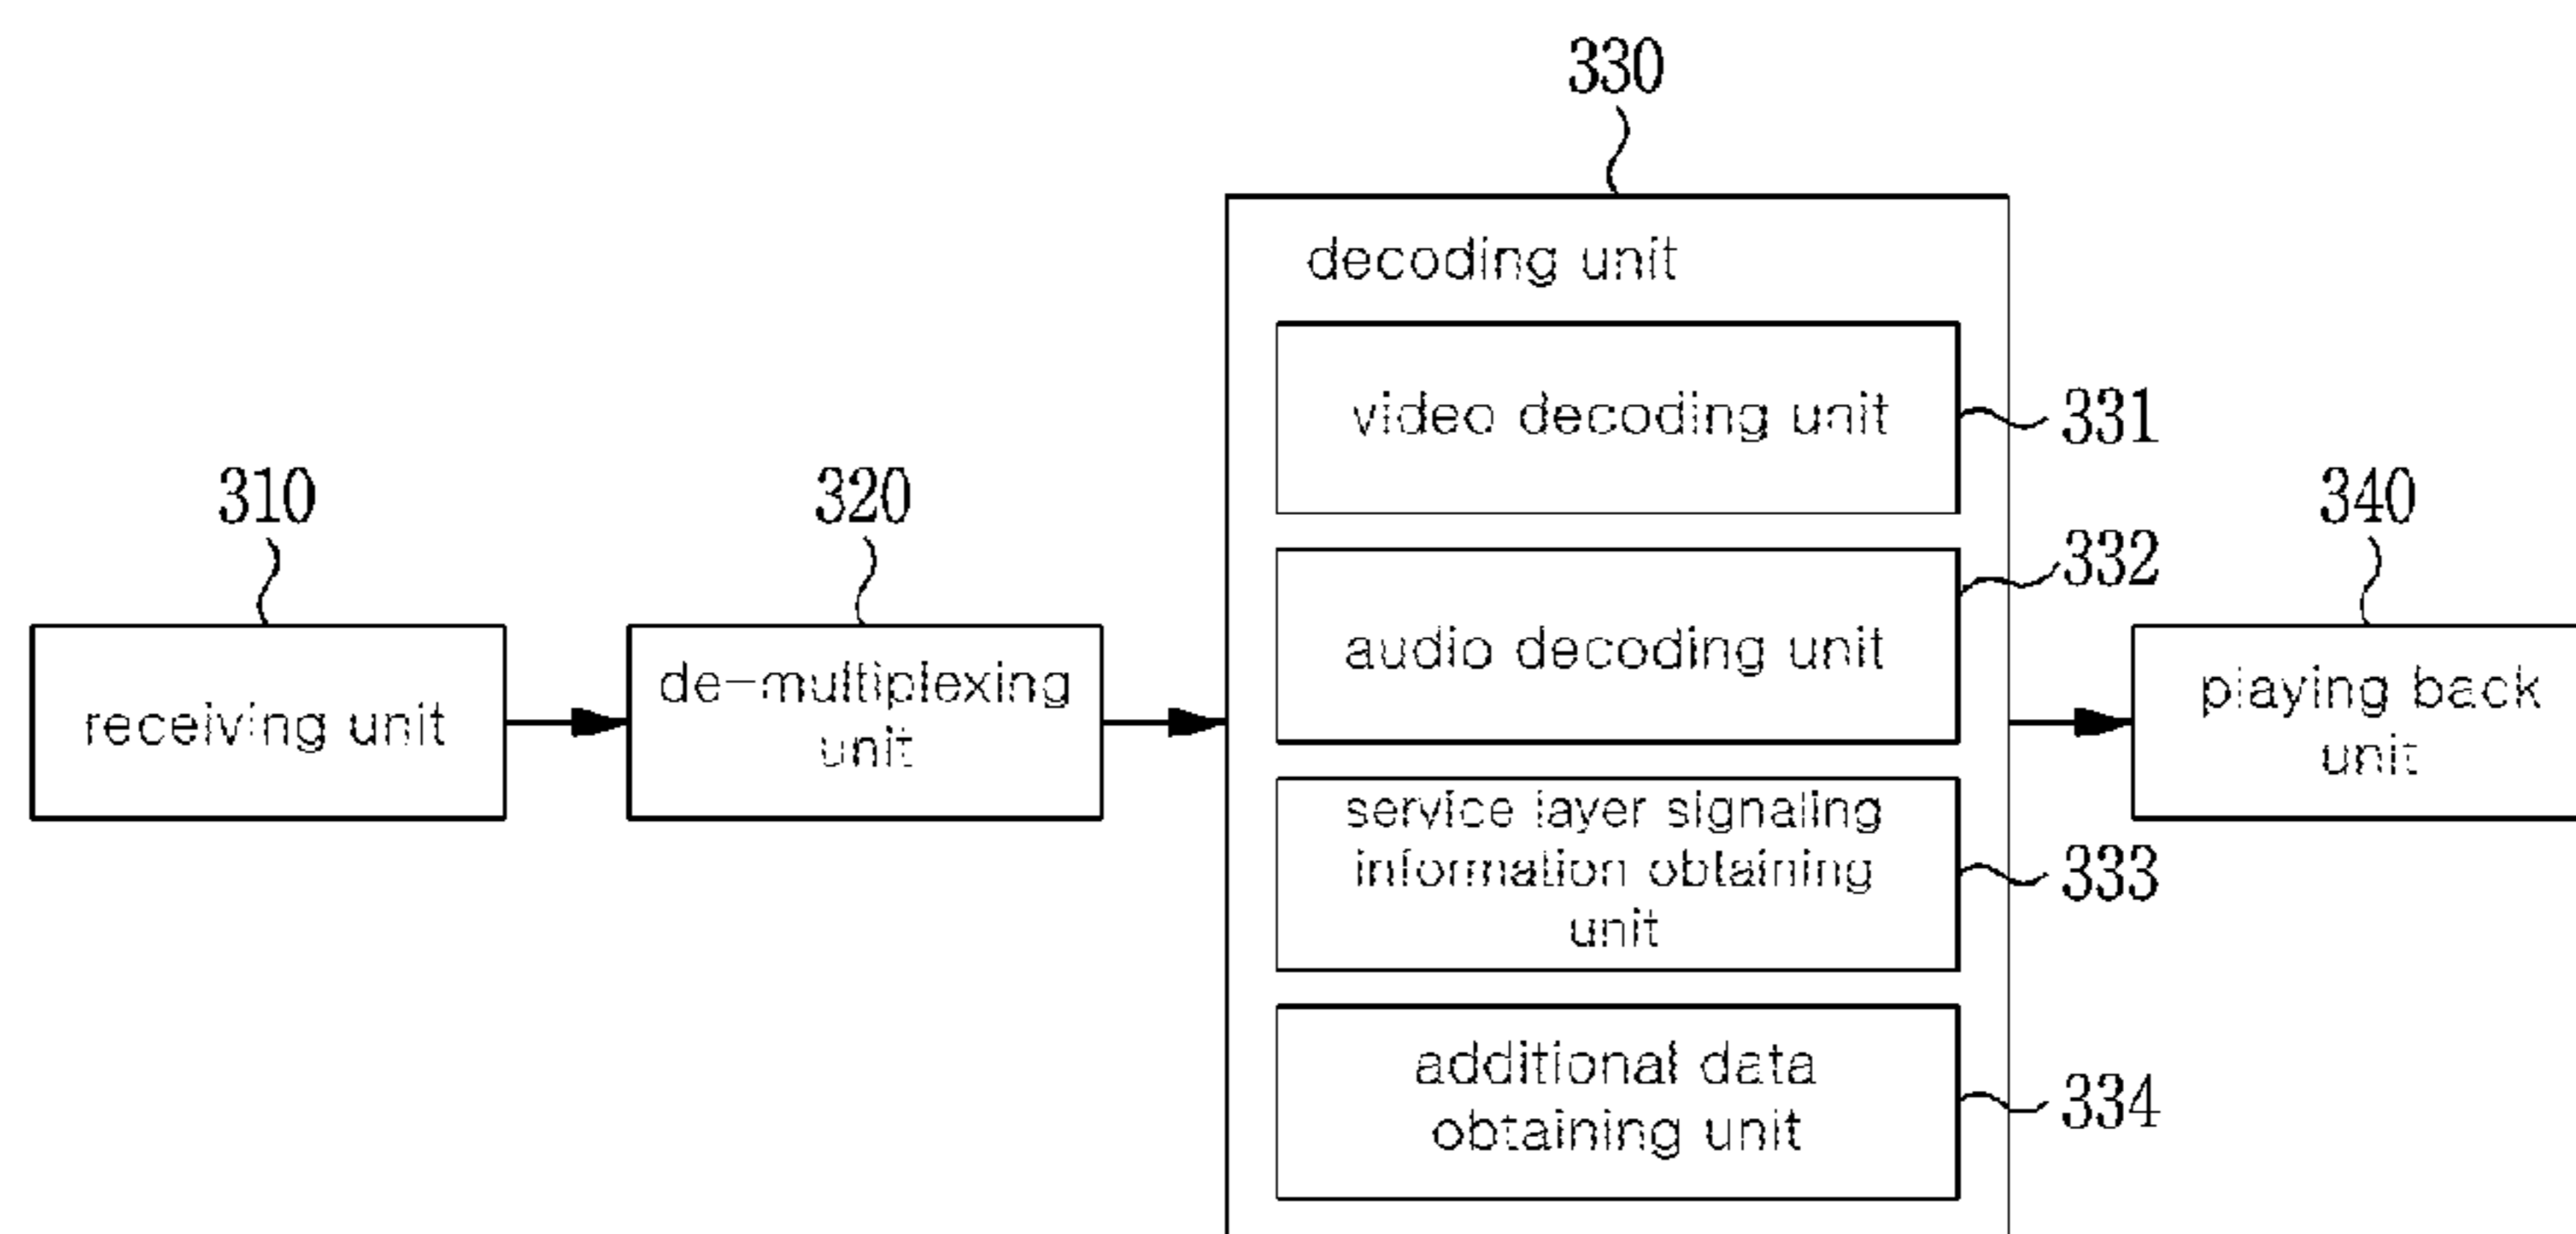 330
decoding unit
video decoding unit
331
310
320
340
audio decoding unit
332
receiving unit
de-multiplexing
unit
playing back
unit
service layer signaling
information obtaining
unit
333
additional data
obtaining unit
334